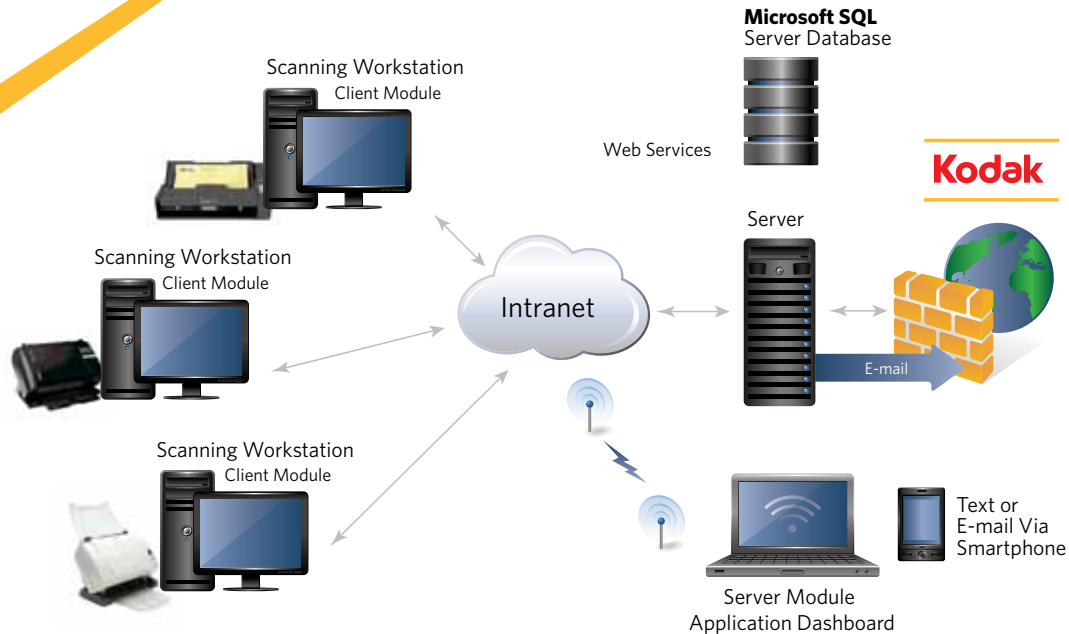 Microsoft SQL
Server Database
Scanning Workstation
Client Module
Web Services
Kodak
Server
Scanning Workstation
Client Module
Intranet
E-mail
Scanning Workstation
Client Module
Text or
E-mail Via
Smartphone
Server Module
Application Dashboard